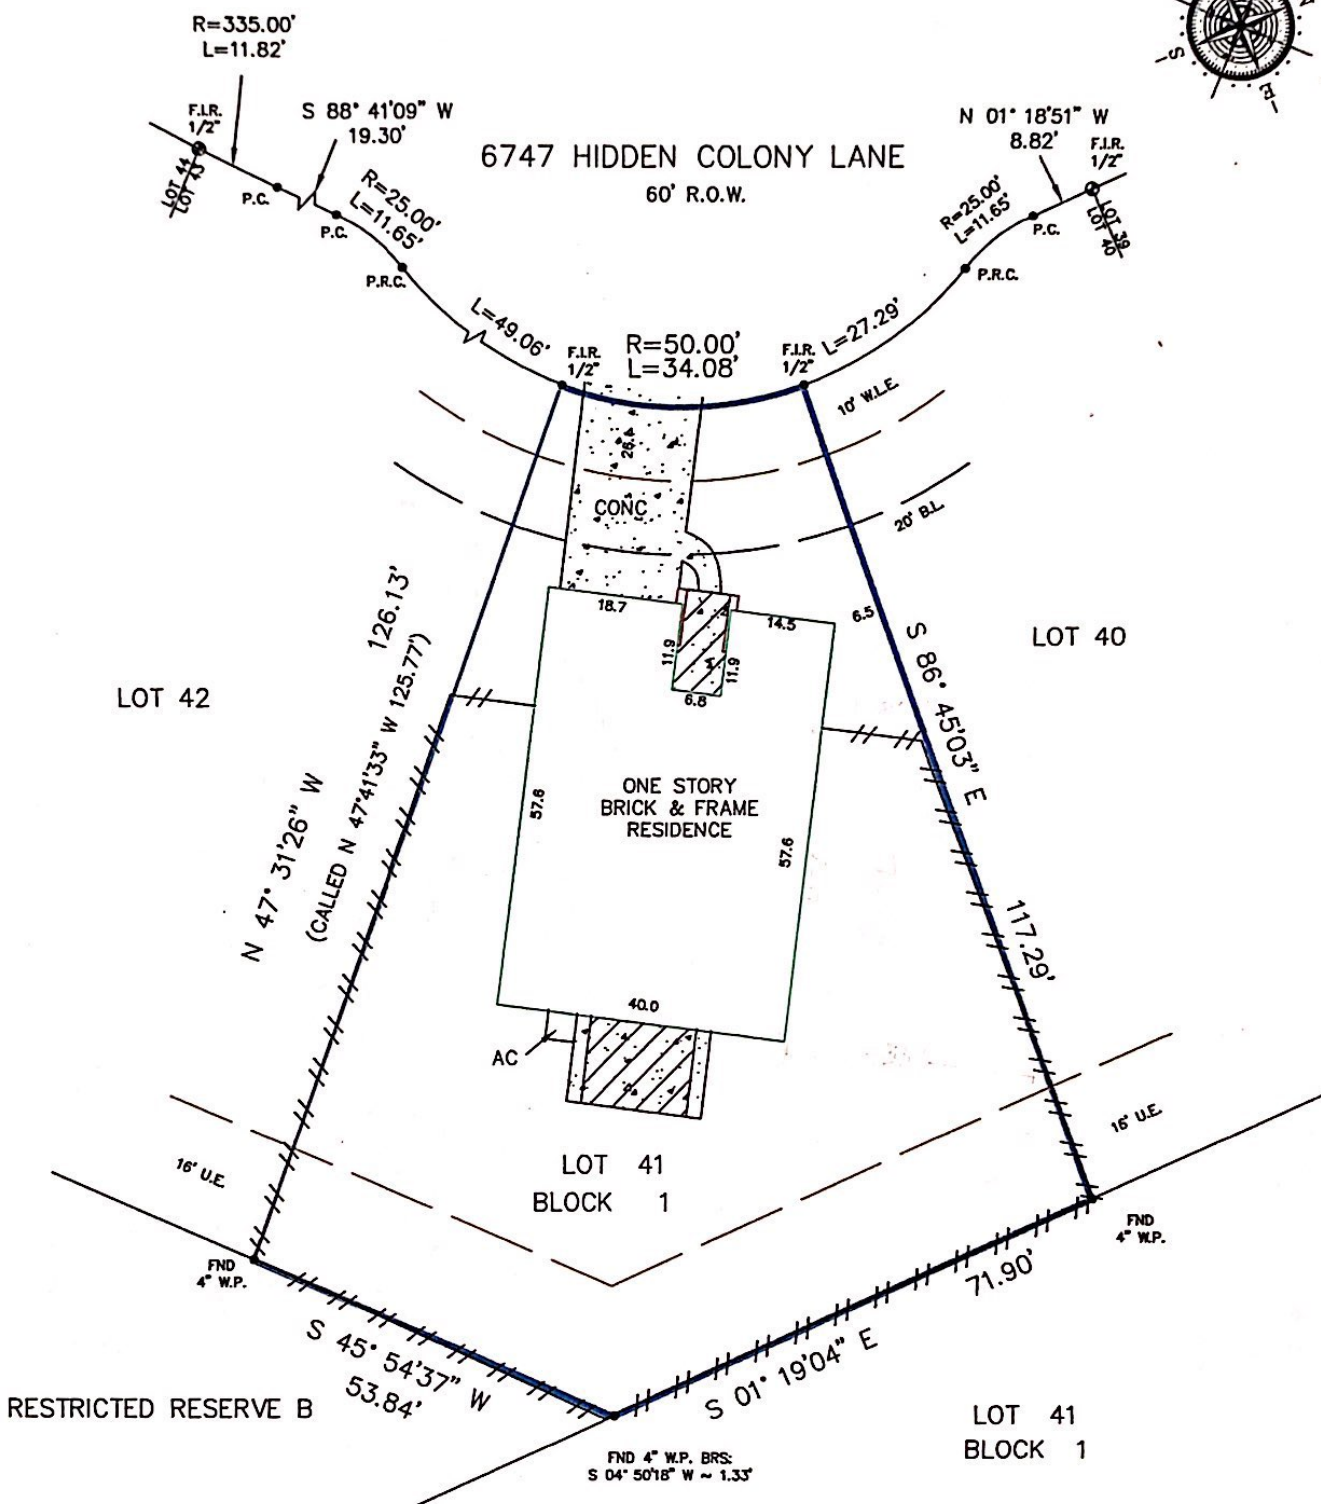 R=335.00'
L=11.82'
F.I.R.
1/2"
S 88° 41'09" W
19.30'
LOT 44
LOT 43
P.C.
P.C.
R=25.00'
L=11.65'
P.R.C.
6747 HIDDEN COLONY LANE
60' R.O.W.
N 01° 18'51" W
8.82'
F.I.R.
1/2"
S
E
R=25.00'
L=11.65'
P.C.
LOT 39
LOT 40
P.R.C.
L=49.06'
F.I.R.
1/2"
R=50.00'
L=34.08'
F.I.R.
1/2"
L=27.29'
10' W.L.E.
20' B.L.
CONC
18.7
14.5
6.5
11.9
11.9
6.8
126.13'
(CALLED N 47°41'33" W 125.77')
N 47° 31'26" W
LOT 42
LOT 40
S 86° 45'03" E
117.29'
ONE STORY
BRICK & FRAME
RESIDENCE
57.6
57.6
40.0
AC
16' U.E.
16' U.E.
LOT 41
BLOCK 1
FND
4" W.P.
FND
4" W.P.
S 45° 54'37" W
53.84'
71.90'
S 01° 19'04" E
RESTRICTED RESERVE B
LOT 41
BLOCK 1
FND 4" W.P. BRS:
S 04° 50'18" W ~ 1.33'